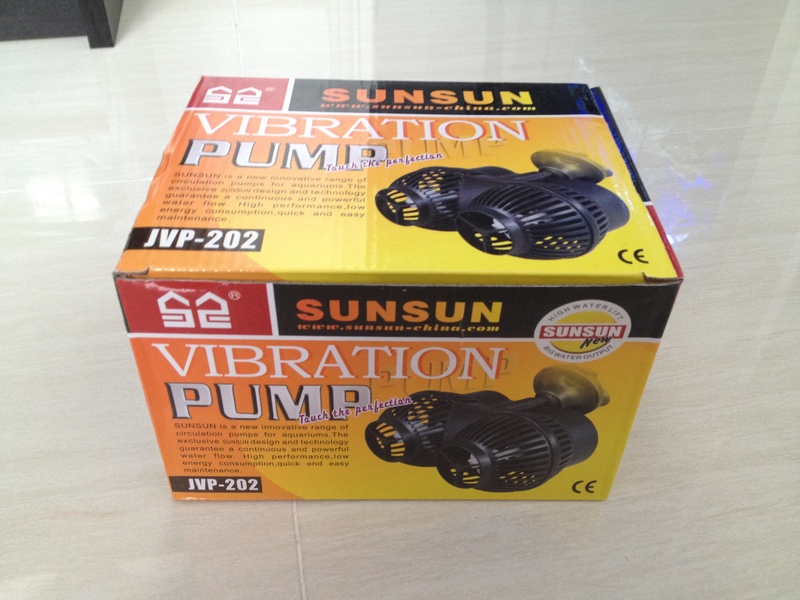 SUNSUN
www.sunsun-china.com
VIBRATION
PUMP
Touch the perfection
SUNSUN is a new innovative range of
circulation pumps for aquariums.The
exclusive SUNSUN design and technology
guarantee a continuous and powerful
water flow. High performance,low
energy consumption,quick and easy
maintenance.
JVP-202
CE
®
SUNSUN
www.sunsun-china.com
HIGH WATER LIFT
SUNSUN
New
BIG WATER OUTPUT
VIBRATION
PUMP
Touch the perfection
SUNSUN is a new innovative range of
circulation pumps for aquariums.The
exclusive SUNSUN design and technology
guarantee a continuous and powerful
water flow. High performance,low
energy consumption,quick and easy
maintenance.
JVP-202
CE